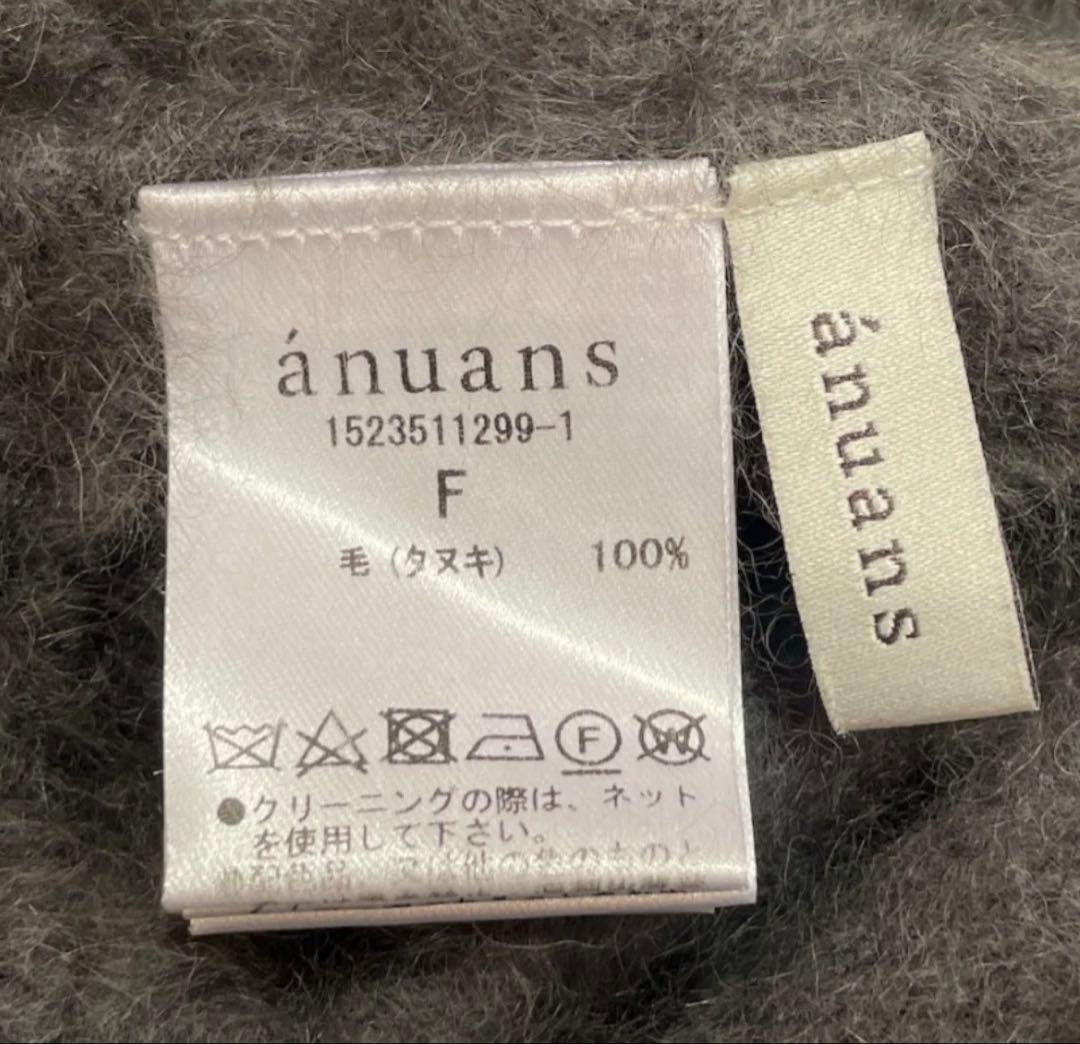 ánuans
1523511299-1
F
毛（タヌキ） 100%
F
W
●クリーニングの際は、ネット
を使用して下さい。
ánuans